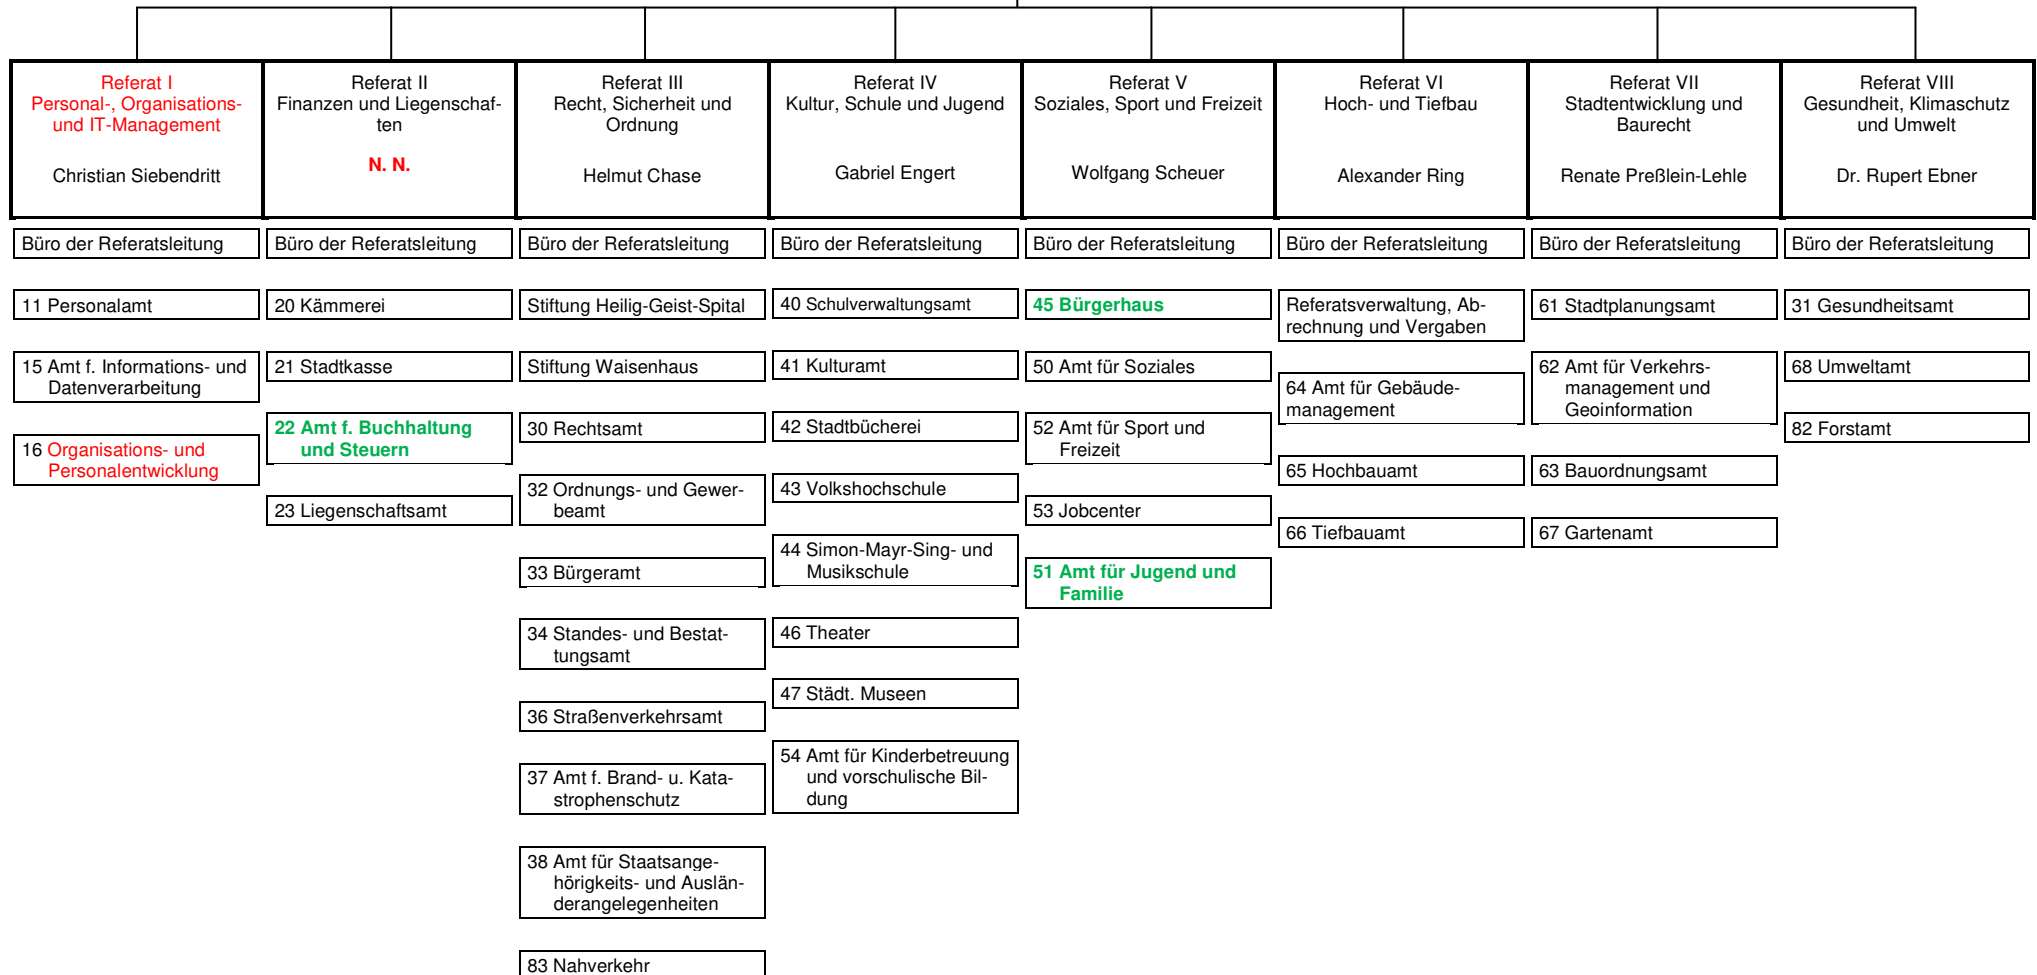 Referat I
Personal-, Organisations-
und IT-Management
Christian Siebendritt
Büro der Referatsleitung
11 Personalamt
15 Amt f. Informations- und
Datenverarbeitung
16 Organisations- und
Personalentwicklung
Referat II
Finanzen und Liegenschaf-
ten
N. N.
Büro der Referatsleitung
20 Kämmerei
21 Stadtkasse
22 Amt f. Buchhaltung
und Steuern
23 Liegenschaftsamt
Referat III
Recht, Sicherheit und
Ordnung
Helmut Chase
Büro der Referatsleitung
Stiftung Heilig-Geist-Spital
Stiftung Waisenhaus
30 Rechtsamt
32 Ordnungs- und Gewer-
beamt
33 Bürgeramt
34 Standes- und Bestat-
tungsamt
36 Straßenverkehrsamt
37 Amt f. Brand- u. Kata-
strophenschutz
38 Amt für Staatsange-
hörigkeits- und Auslän-
derangelegenheiten
83 Nahverkehr
Referat IV
Kultur, Schule und Jugend
Gabriel Engert
Büro der Referatsleitung
40 Schulverwaltungsamt
41 Kulturamt
42 Stadtbücherei
43 Volkshochschule
44 Simon-Mayr-Sing- und
Musikschule
46 Theater
47 Städt. Museen
54 Amt für Kinderbetreuung
und vorschulische Bil-
dung
Referat V
Soziales, Sport und Freizeit
Wolfgang Scheuer
Büro der Referatsleitung
45 Bürgerhaus
50 Amt für Soziales
52 Amt für Sport und
Freizeit
53 Jobcenter
51 Amt für Jugend und
Familie
Referat VI
Hoch- und Tiefbau
Alexander Ring
Büro der Referatsleitung
Referatsverwaltung, Ab-
rechnung und Vergaben
64 Amt für Gebäude-
management
65 Hochbauamt
66 Tiefbauamt
Referat VII
Stadtentwicklung und
Baurecht
Renate Preßlein-Lehle
Büro der Referatsleitung
61 Stadtplanungsamt
62 Amt für Verkehrs-
management und
Geoinformation
63 Bauordnungsamt
67 Gartenamt
Referat VIII
Gesundheit, Klimaschutz
und Umwelt
Dr. Rupert Ebner
Büro der Referatsleitung
31 Gesundheitsamt
68 Umweltamt
82 Forstamt